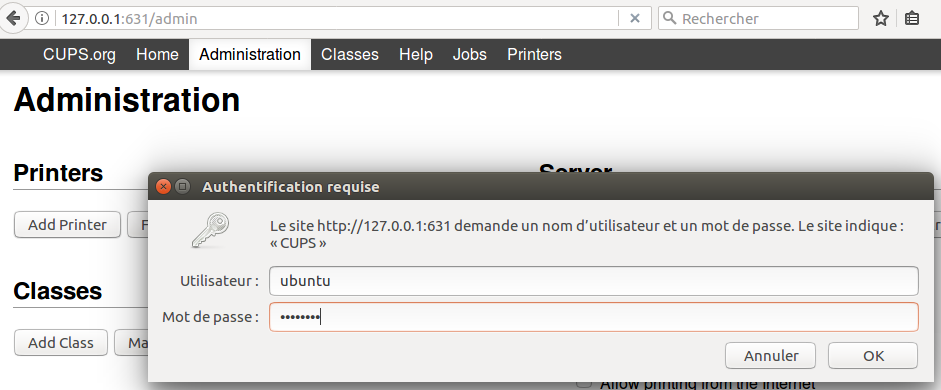 127.0.0.1:631/admin
Rechercher
CUPS.org Home Administration Classes Help Jobs Printers
Administration
Printers
Server
Authentification requise
Add Printer
Le site http://127.0.0.1:631 demande un nom d'utilisateur et un mot de passe. Le site indique :
« CUPS »
Utilisateur : ubuntu
Classes
Mot de passe : ••••••••
Add Class
Annuler OK
Allow printing from the Internet